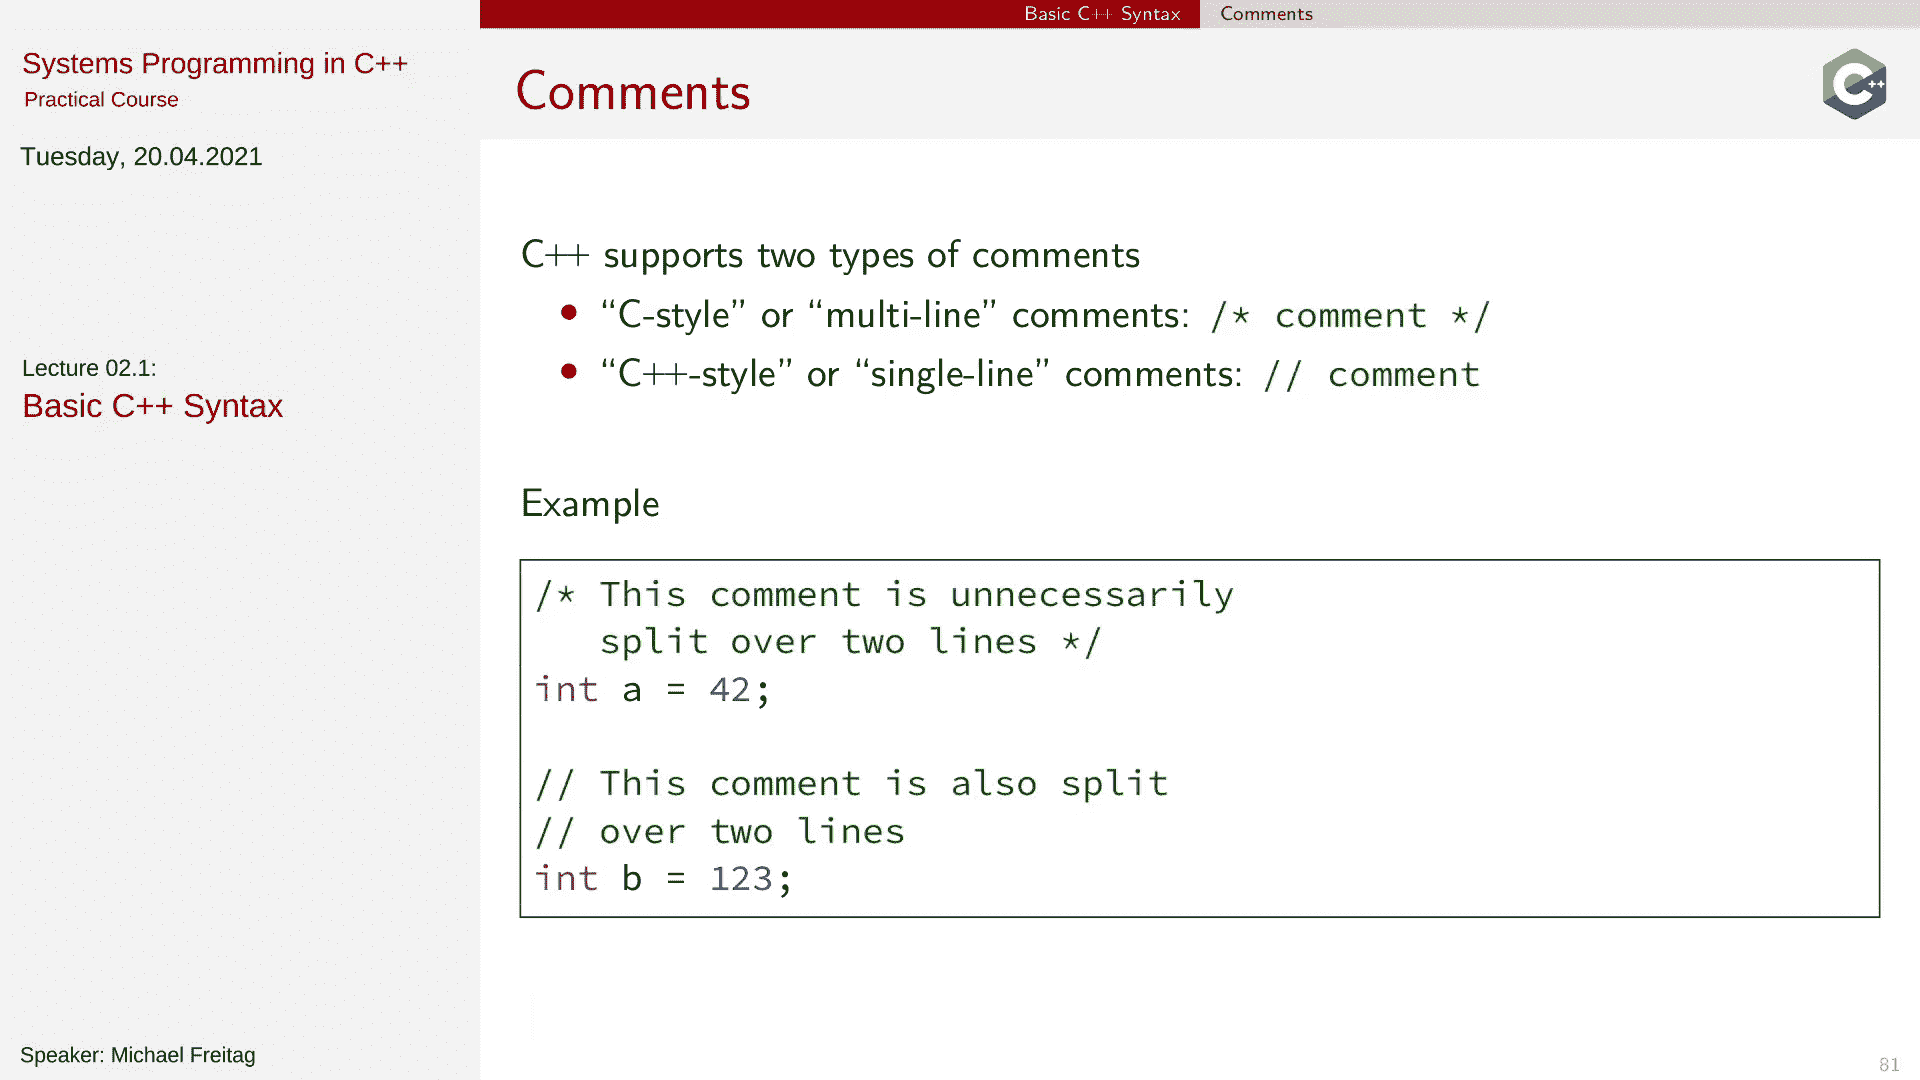 Basic C++ Syntax Comments
Systems Programming in C++
Practical Course
Tuesday, 20.04.2021
Lecture 02.1:
Basic C++ Syntax
Speaker: Michael Freitag
Comments
C++
C++ supports two types of comments
• “C-style” or “multi-line” comments: /* comment */
• “C++-style” or “single-line” comments: // comment
Example
/* This comment is unnecessarily
   split over two lines */
int a = 42;
// This comment is also split
// over two lines
int b = 123;
81